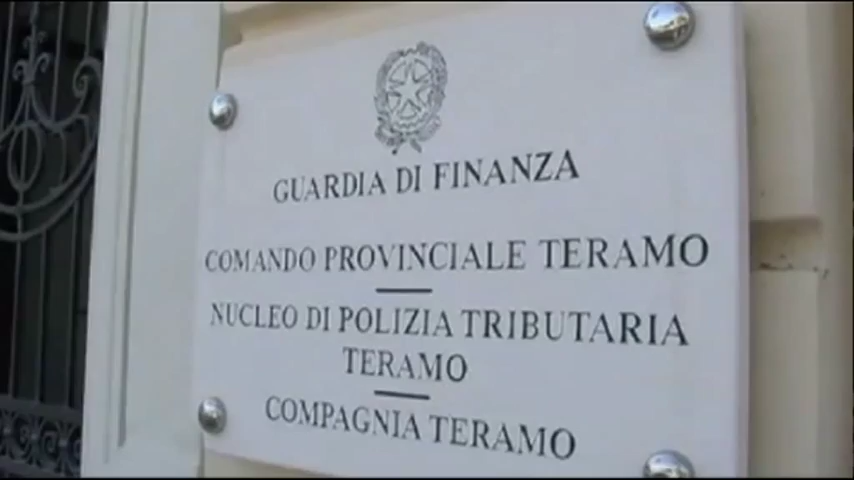 GUARDIA DI FINANZA
COMANDO PROVINCIALE TERAMO
NUCLEO DI POLIZIA TRIBUTARIA
TERAMO
COMPAGNIA TERAMO